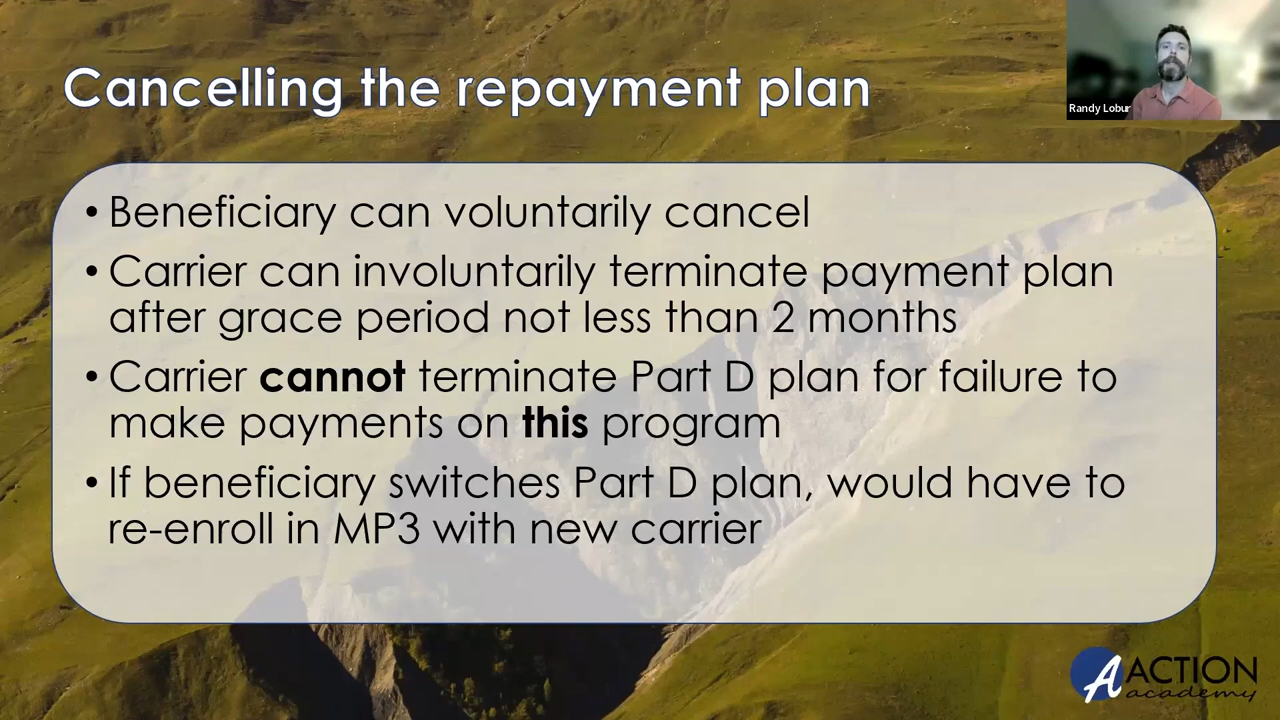 Cancelling the repayment plan
Randy Lobur
• Beneficiary can voluntarily cancel
• Carrier can involuntarily terminate payment plan
after grace period not less than 2 months
• Carrier cannot terminate Part D plan for failure to
make payments on this program
• If beneficiary switches Part D plan, would have to
re-enroll in MP3 with new carrier
A ACTION
academy